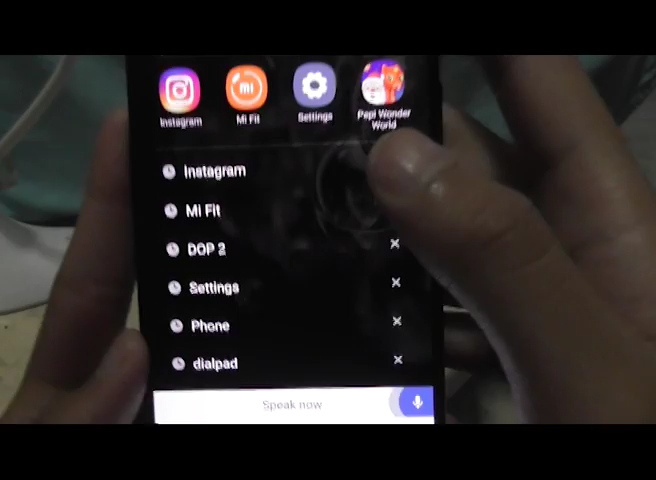 Instagram
Mi Fit
Settings
Pepi Wonder
World
Instagram
Mi Fit
DOP 2
Settings
Phone
dialpad
Speak now